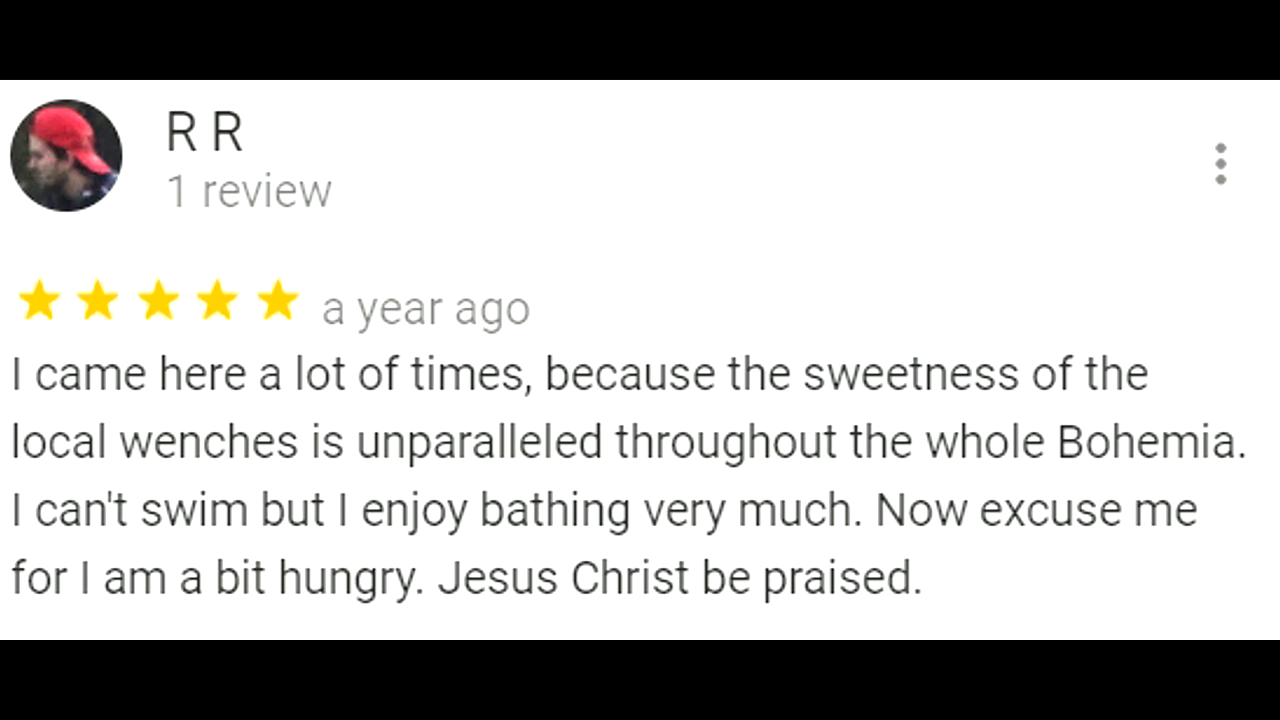 R R
1 review
a year ago
I came here a lot of times, because the sweetness of the
local wenches is unparalleled throughout the whole Bohemia.
I can't swim but I enjoy bathing very much. Now excuse me
for I am a bit hungry. Jesus Christ be praised.